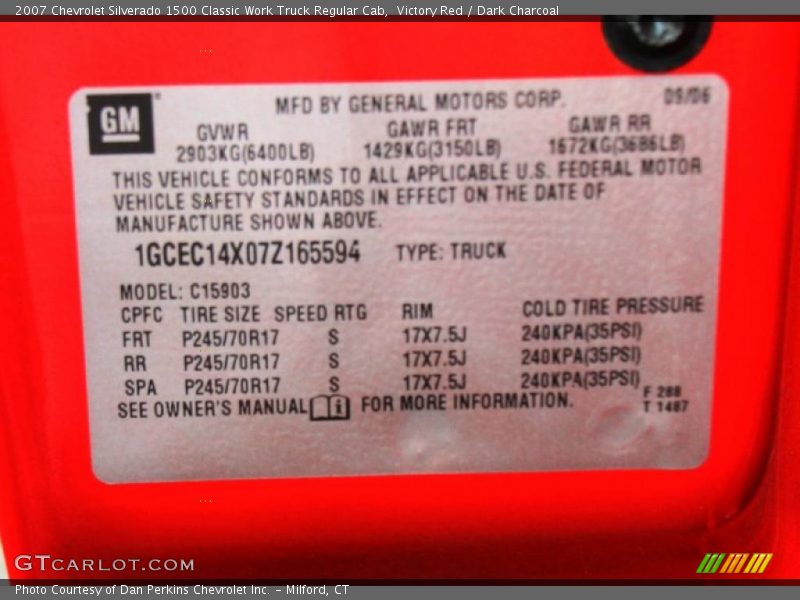 2007 Chevrolet Silverado 1500 Classic Work Truck Regular Cab, Victory Red / Dark Charcoal
GM
MFD BY GENERAL MOTORS CORP. 09/06
GVWR GAWR FRT GAWR RR
2903KG(6400LB) 1429KG(3150LB) 1672KG(3686LB)
THIS VEHICLE CONFORMS TO ALL APPLICABLE U.S. FEDERAL MOTOR
VEHICLE SAFETY STANDARDS IN EFFECT ON THE DATE OF
MANUFACTURE SHOWN ABOVE.
1GCEC14X07Z165594 TYPE: TRUCK
MODEL: C15903
CPFC TIRE SIZE SPEED RTG RIM COLD TIRE PRESSURE
FRT P245/70R17 S 17X7.5J 240KPA(35PSI)
RR P245/70R17 S 17X7.5J 240KPA(35PSI)
SPA P245/70R17 S 17X7.5J 240KPA(35PSI)
SEE OWNER'S MANUAL i FOR MORE INFORMATION.
F 268
T 1487
GTCARLOT.COM
Photo Courtesy of Dan Perkins Chevrolet Inc. - Milford, CT